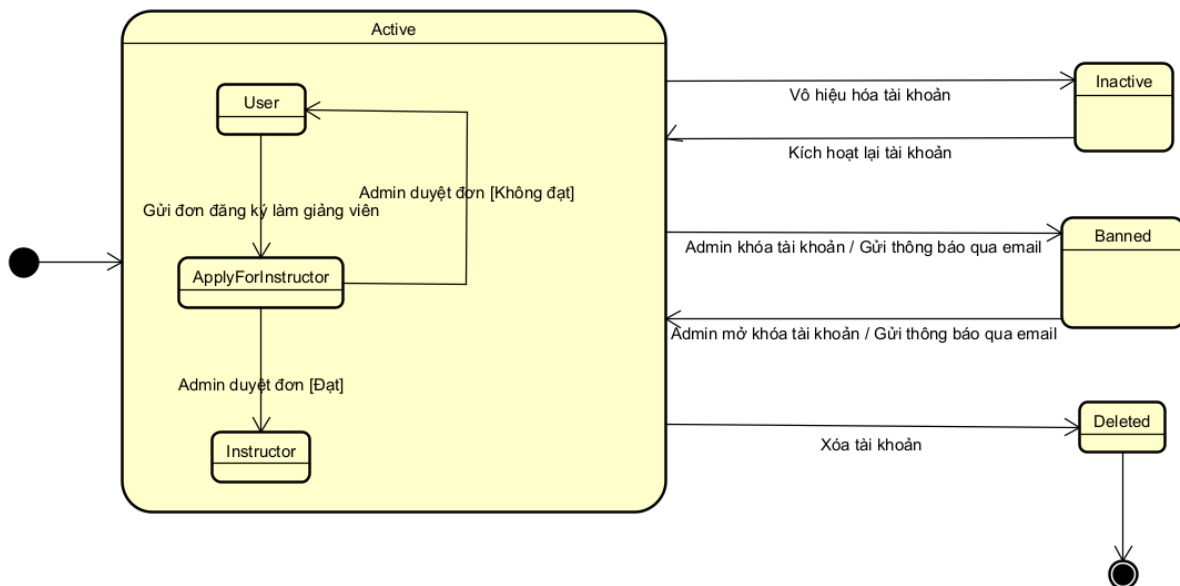 Active
User
Inactive
Vô hiệu hóa tài khoản
Kích hoạt lại tài khoản
Admin duyệt đơn [Không đạt]
Gửi đơn đăng ký làm giảng viên
Admin khóa tài khoản / Gửi thông báo qua email
Banned
ApplyForInstructor
Admin mở khóa tài khoản / Gửi thông báo qua email
Admin duyệt đơn [Đạt]
Deleted
Xóa tài khoản
Instructor